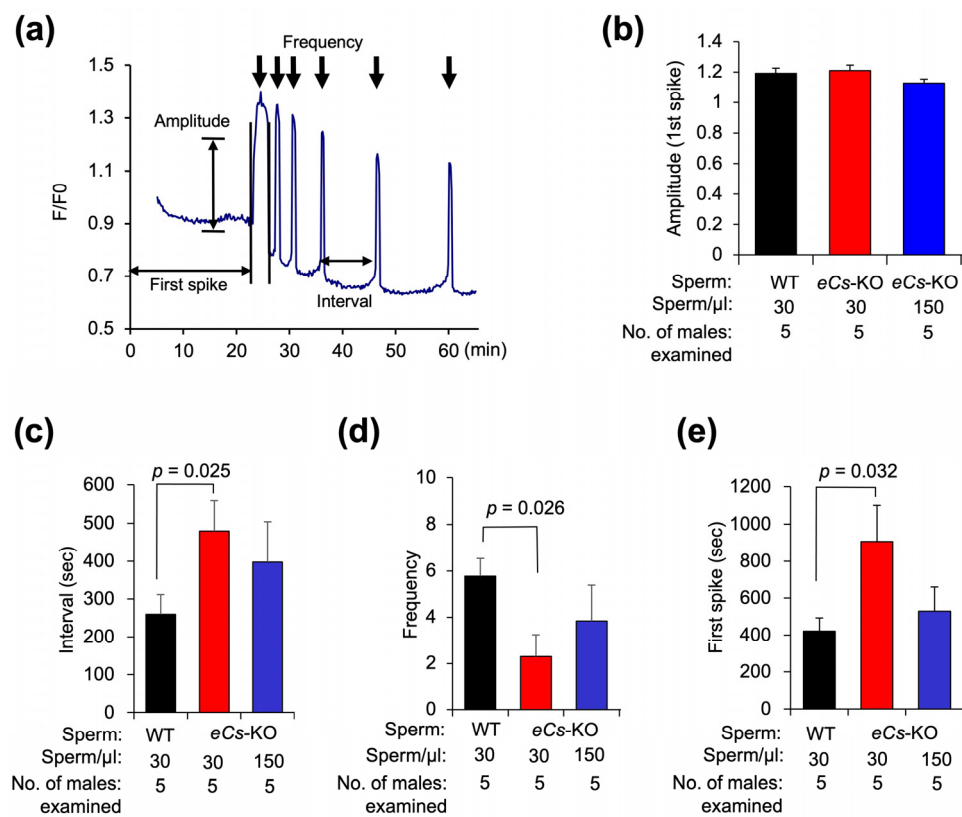 (a)
Frequency
1.5
1.3
1.1
0.9
0.7
0.5
F/F0
Amplitude
First spike
Interval
0 10 20 30 40 50 60 (min)
(b)
1.4
1.2
1
0.8
0.6
0.4
0.2
0
Amplitude (1st spike)
Sperm: WT eCs-KO eCs-KO
Sperm/µl: 30 30 150
No. of males: 5 5 5
examined
(c)
p = 0.025
600
500
400
300
200
100
0
Interval (sec)
Sperm: WT eCs-KO
Sperm/µl: 30 30 150
No. of males: 5 5 5
examined
(d)
p = 0.026
10
8
6
4
2
0
Frequency
Sperm: WT eCs-KO
Sperm/µl: 30 30 150
No. of males: 5 5 5
examined
(e)
p = 0.032
1200
1000
800
600
400
200
0
First spike (sec)
Sperm: WT eCs-KO
Sperm/µl: 30 30 150
No. of males: 5 5 5
examined